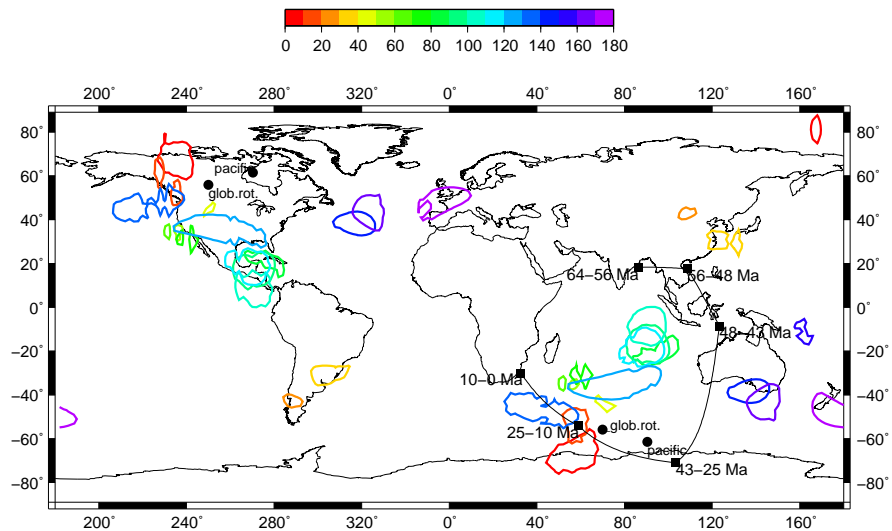 0 20 40 60 80 100 120 140 160 180
200° 240° 280° 320° 0° 40° 80° 120° 160°
80° 80°
pacific
60° 60°
glob.rot.
40° 40°
20° 20°
64–56 Ma 56–48 Ma
0° 0°
48–43 Ma
−20° −20°
10–0 Ma
−40° −40°
25–10 Ma glob.rot.
−60° −60°
pacific
43–25 Ma
−80° −80°
200° 240° 280° 320° 0° 40° 80° 120° 160°